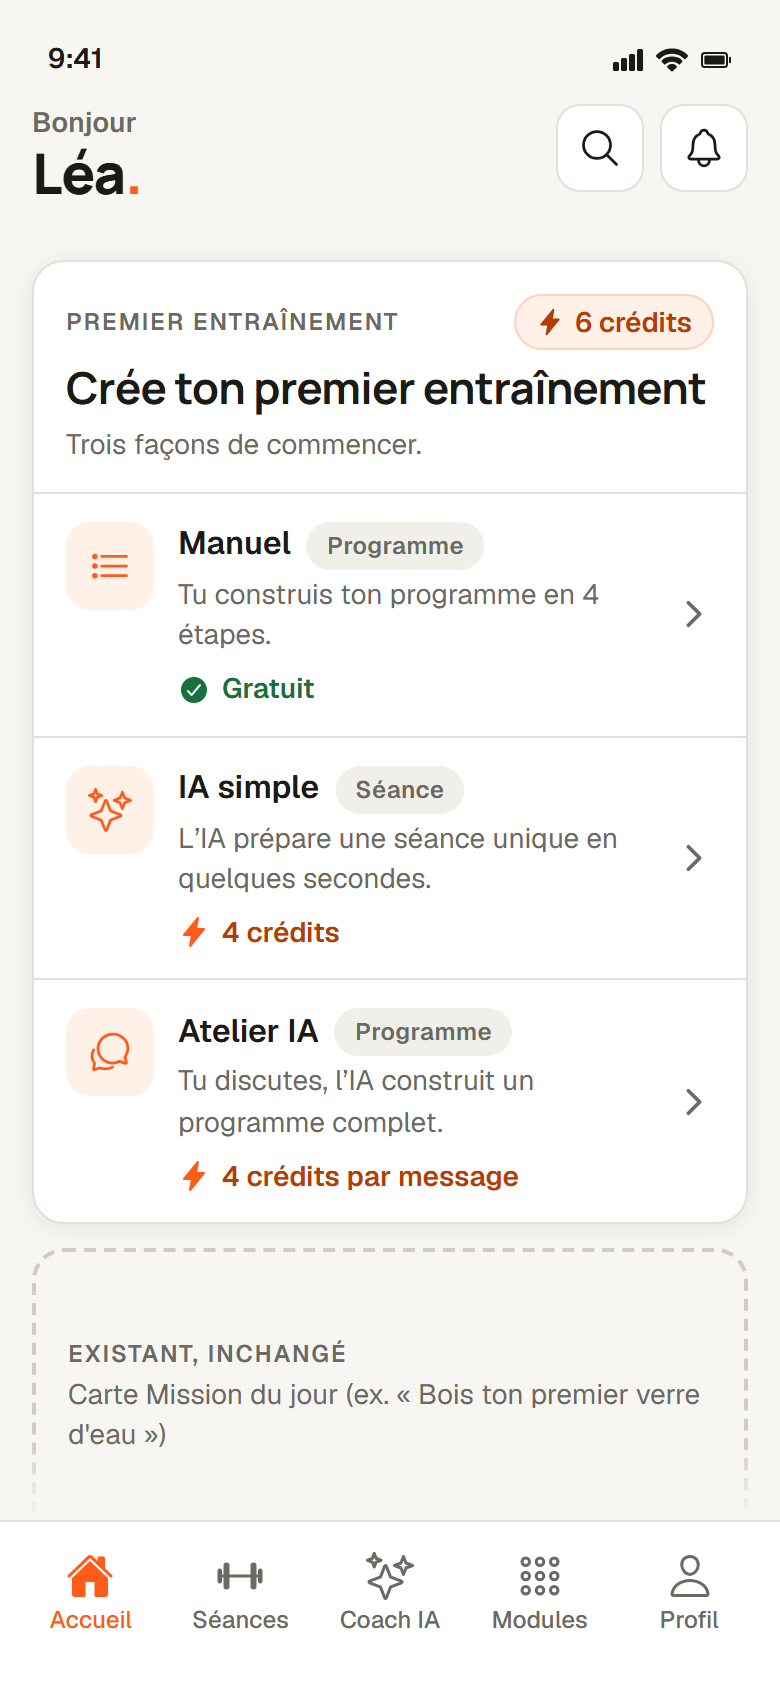 9:41
Bonjour
Léa.
PREMIER ENTRAÎNEMENT
6 crédits
Crée ton premier entraînement
Trois façons de commencer.
Manuel
Programme
Tu construis ton programme en 4
étapes.
Gratuit
IA simple
Séance
L’IA prépare une séance unique en
quelques secondes.
4 crédits
Atelier IA
Programme
Tu discutes, l’IA construit un
programme complet.
4 crédits par message
EXISTANT, INCHANGÉ
Carte Mission du jour (ex. « Bois ton premier verre
d'eau »)
Accueil
Séances
Coach IA
Modules
Profil